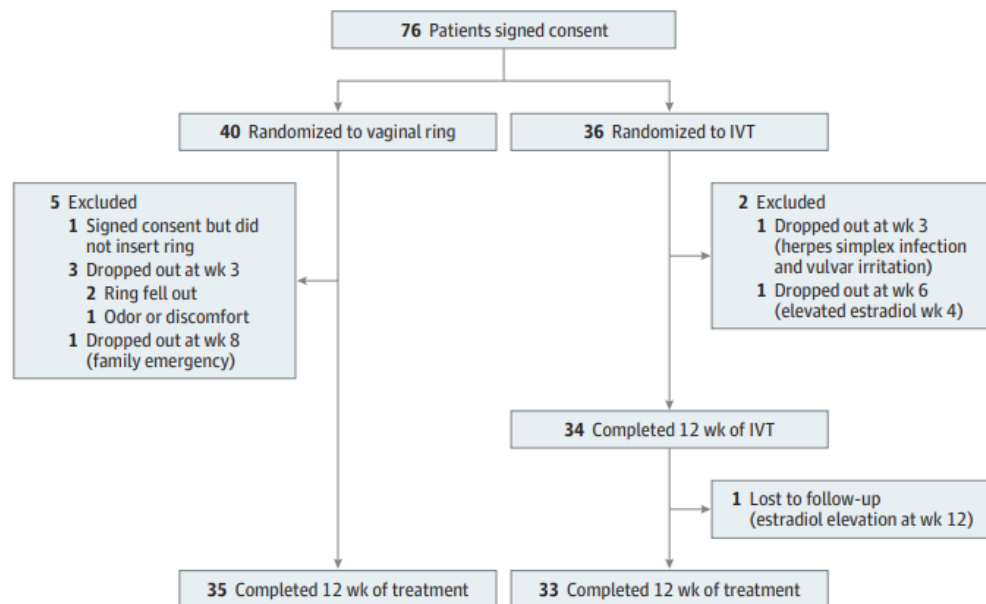 76 Patients signed consent
40 Randomized to vaginal ring
36 Randomized to IVT
5 Excluded
1 Signed consent but did
not insert ring
3 Dropped out at wk 3
2 Ring fell out
1 Odor or discomfort
1 Dropped out at wk 8
(family emergency)
2 Excluded
1 Dropped out at wk 3
(herpes simplex infection
and vulvar irritation)
1 Dropped out at wk 6
(elevated estradiol wk 4)
34 Completed 12 wk of IVT
1 Lost to follow-up
(estradiol elevation at wk 12)
35 Completed 12 wk of treatment
33 Completed 12 wk of treatment